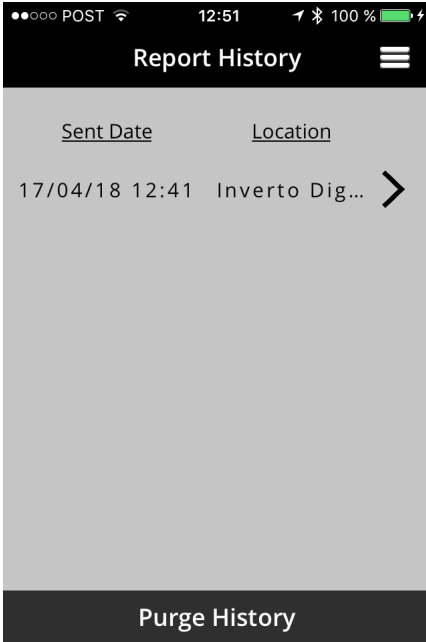 POST 12:51 100 %
Report History
Sent Date Location
17/04/18 12:41 Inverto Dig...
Purge History